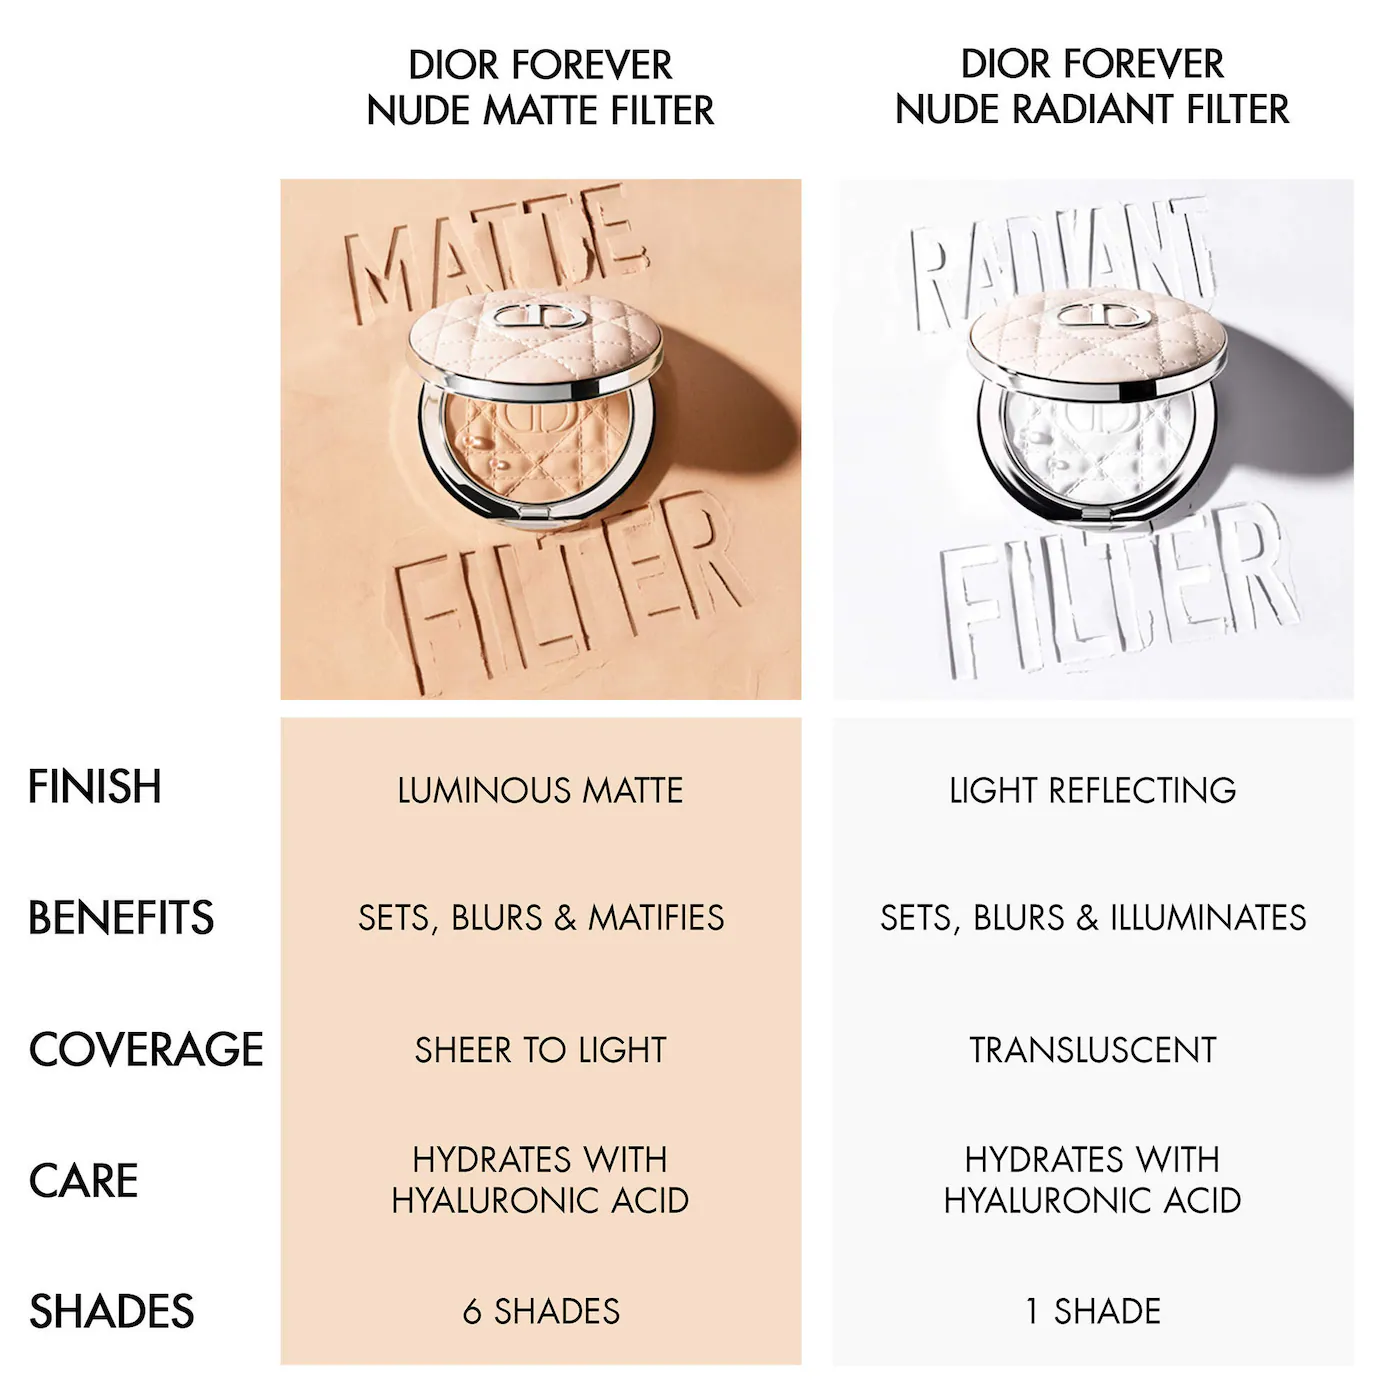 DIOR FOREVER
NUDE MATTE FILTER
DIOR FOREVER
NUDE RADIANT FILTER
MATTE
FILTER
RADIANT
FILTER
CD
CD
FINISH
LUMINOUS MATTE
LIGHT REFLECTING
BENEFITS
SETS, BLURS & MATIFIES
SETS, BLURS & ILLUMINATES
COVERAGE
SHEER TO LIGHT
TRANSLUSCENT
CARE
HYDRATES WITH
HYALURONIC ACID
HYDRATES WITH
HYALURONIC ACID
SHADES
6 SHADES
1 SHADE